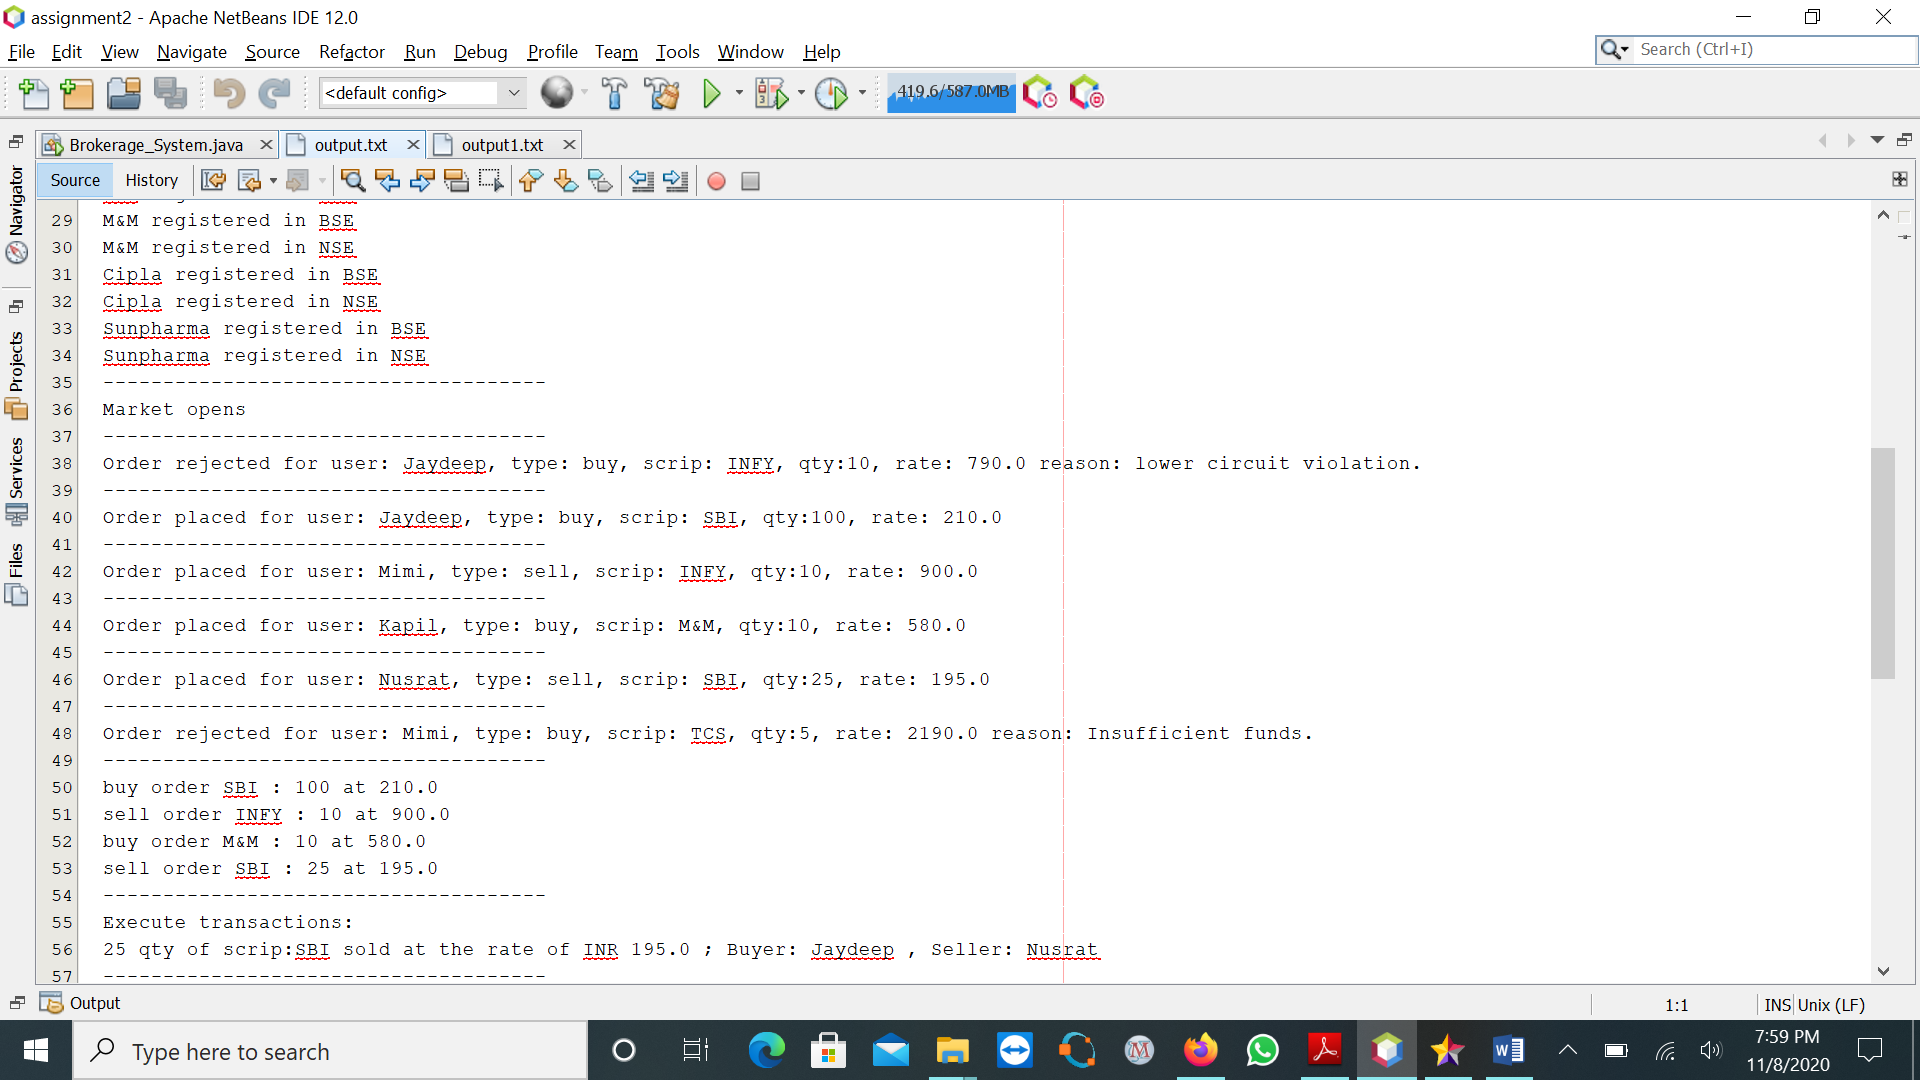 assignment2 - Apache NetBeans IDE 12.0
File Edit View Navigate Source Refactor Run Debug Profile Team Tools Window Help
Search (Ctrl+I)
<default config>
419.6/587.0MB
Brokerage_System.java
output.txt
output1.txt
Source History
Navigator
Projects
Services
Files
29 M&M registered in BSE
30 M&M registered in NSE
31 Cipla registered in BSE
32 Cipla registered in NSE
33 Sunpharma registered in BSE
34 Sunpharma registered in NSE
35 -------------------------------------
36 Market opens
37 -------------------------------------
38 Order rejected for user: Jaydeep, type: buy, scrip: INFY, qty:10, rate: 790.0 reason: lower circuit violation.
39 -------------------------------------
40 Order placed for user: Jaydeep, type: buy, scrip: SBI, qty:100, rate: 210.0
41 -------------------------------------
42 Order placed for user: Mimi, type: sell, scrip: INFY, qty:10, rate: 900.0
43 -------------------------------------
44 Order placed for user: Kapil, type: buy, scrip: M&M, qty:10, rate: 580.0
45 -------------------------------------
46 Order placed for user: Nusrat, type: sell, scrip: SBI, qty:25, rate: 195.0
47 -------------------------------------
48 Order rejected for user: Mimi, type: buy, scrip: TCS, qty:5, rate: 2190.0 reason: Insufficient funds.
49 -------------------------------------
50 buy order SBI : 100 at 210.0
51 sell order INFY : 10 at 900.0
52 buy order M&M : 10 at 580.0
53 sell order SBI : 25 at 195.0
54 -------------------------------------
55 Execute transactions:
56 25 qty of scrip:SBI sold at the rate of INR 195.0 ; Buyer: Jaydeep , Seller: Nusrat
57 -------------------------------------
Output
1:1 INS Unix (LF)
Type here to search
7:59 PM
11/8/2020